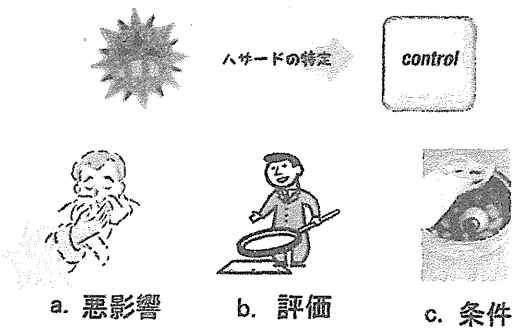 ハザードの特定
control
a. 悪影響
b. 評価
c. 条件